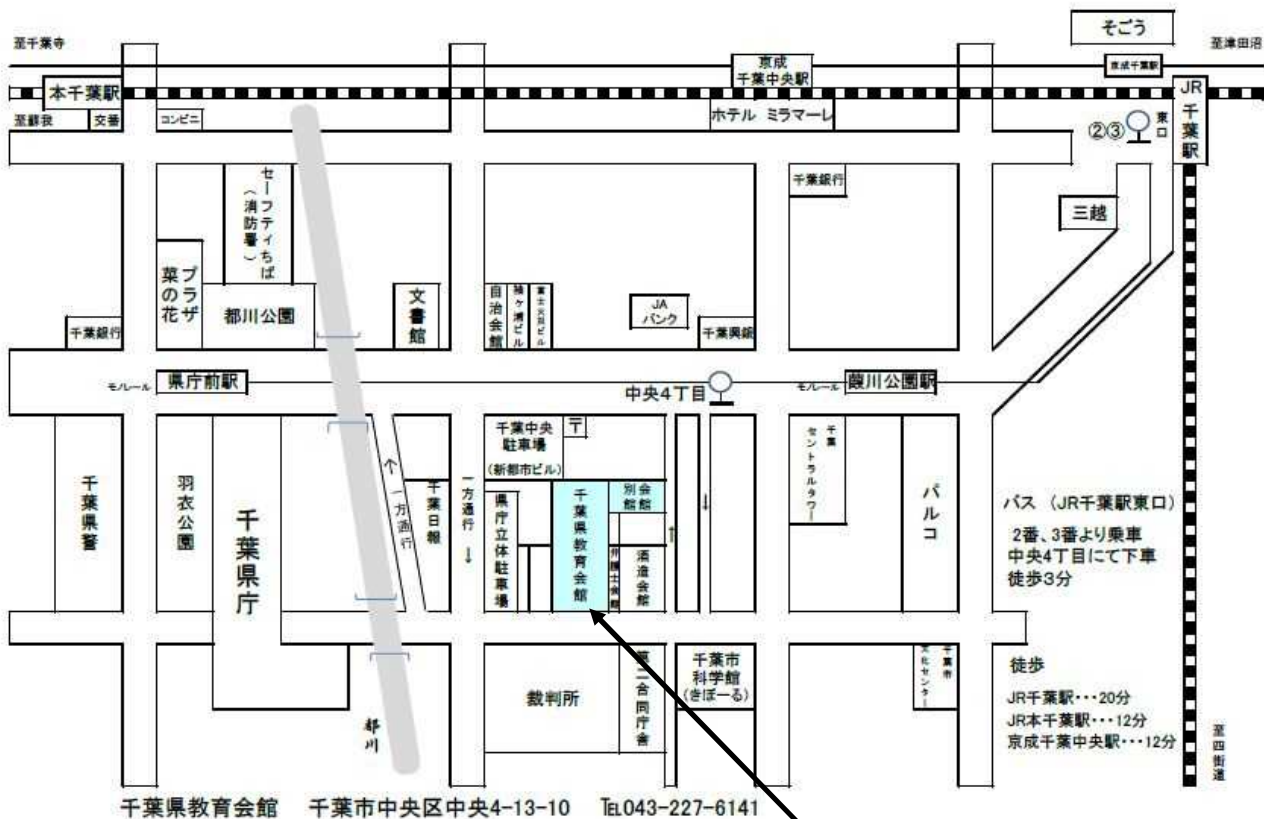 そごう
至千葉寺
至津田沼
京成
千葉中央駅
京成千葉駅
本千葉駅
JR千葉駅
至蘇我
交番
コンビニ
ホテル ミラマーレ
②③
東口
セーフティちば
(消防署)
千葉銀行
三越
プラザ
菜の花
都川公園
文書館
自治会館
袖ケ浦ビル
富士火災ビル
JA
バンク
千葉銀行
千葉興銀
モノレール
県庁前駅
中央4丁目
モノレール
葭川公園駅
千葉県警
羽衣公園
千葉県庁
↑一方通行
千葉日報
一方通行↓
千葉中央
駐車場
(新都市ビル)
〒
県庁立体駐車場
千葉県教育会館
別館
会館
弁護士会館
酒造会館
↑
↓
千葉
セントラルタワー
パルコ
バス (JR千葉駅東口)
2番、3番より乗車
中央4丁目にて下車
徒歩3分
都川
裁判所
第二合同庁舎
千葉市
科学館
(きぼーる)
千葉市
文化センター
徒歩
JR千葉駅・・・20分
JR本千葉駅・・・12分
京成千葉中央駅・・・12分
至四街道
千葉県教育会館 千葉市中央区中央4-13-10 ℡043-227-6141